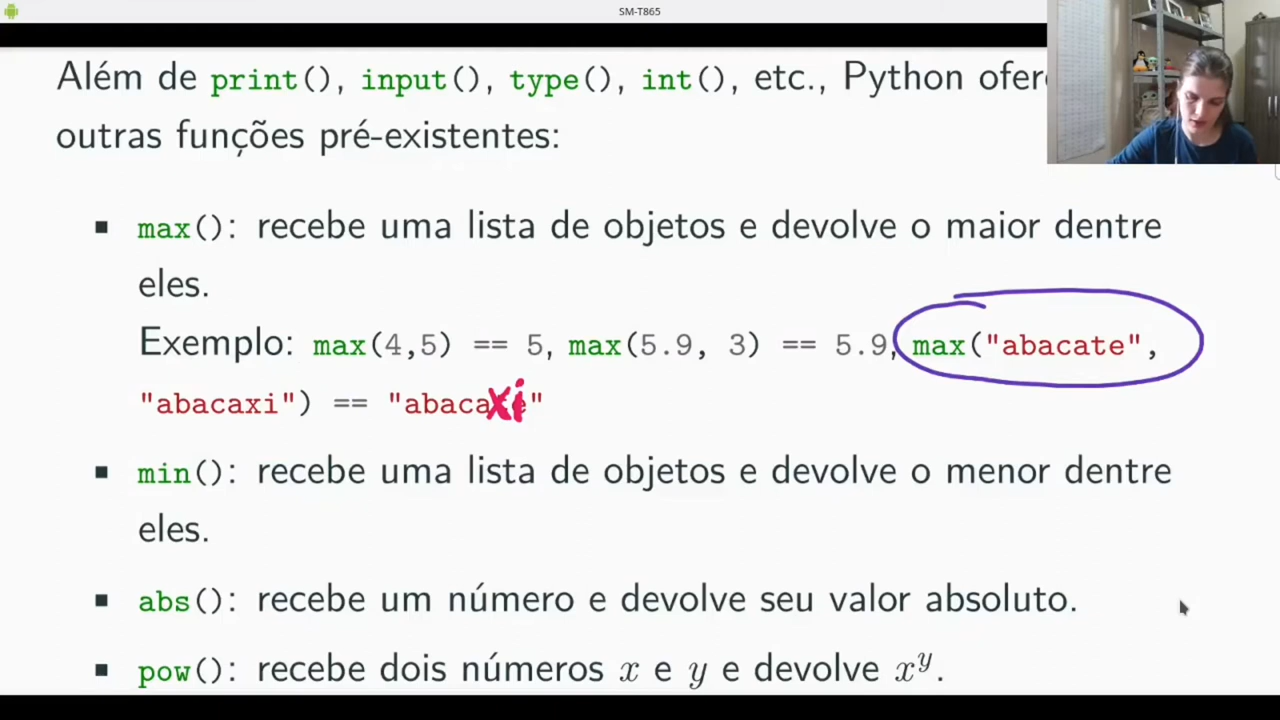 SM-T865
Além de print(), input(), type(), int(), etc., Python ofer
outras funções pré-existentes:
▪ max(): recebe uma lista de objetos e devolve o maior dentre
eles.
Exemplo: max(4,5) == 5, max(5.9, 3) == 5.9, max("abacate",
"abacaxi") == "abacaxi"
▪ min(): recebe uma lista de objetos e devolve o menor dentre
eles.
▪ abs(): recebe um número e devolve seu valor absoluto.
▪ pow(): recebe dois números x e y e devolve x^y.